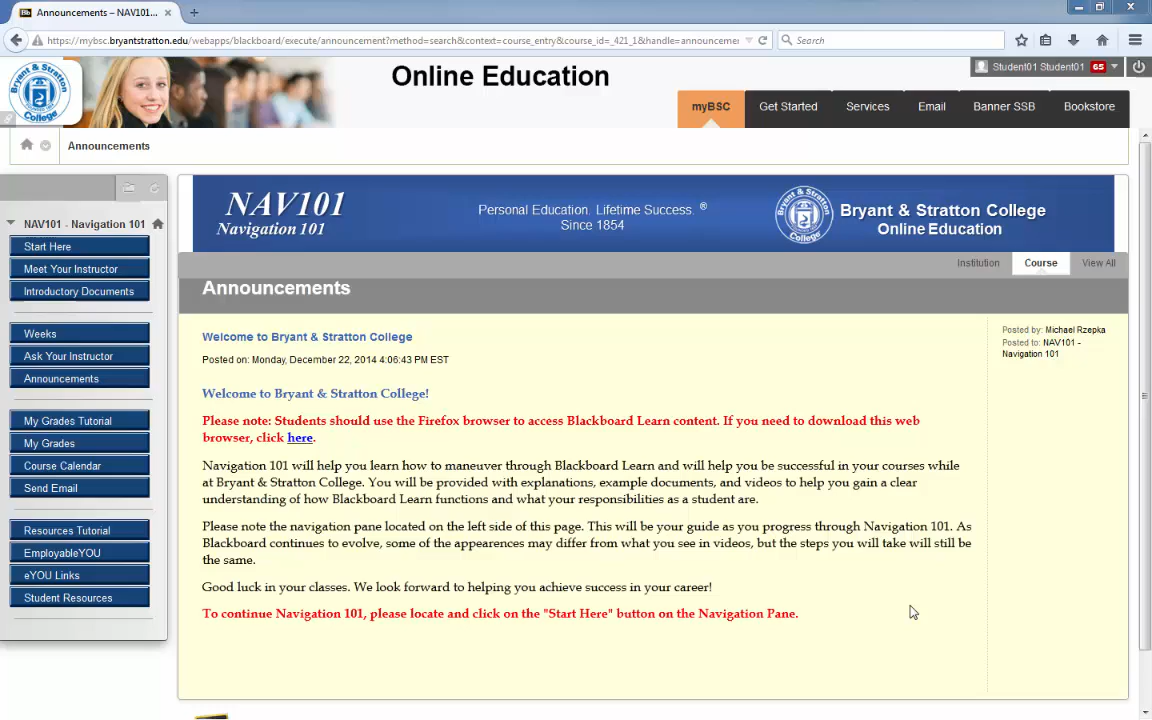 Announcements – NAV101...
https://mybsc.bryantstratton.edu/webapps/blackboard/execute/announcement?method=search&context=course_entry&course_id=_421_1&handle=announcemen
Search
Bryant & Stratton
College
Online Education
Student01 Student01 65
myBSC Get Started Services Email Banner SSB Bookstore
Announcements
NAV101 - Navigation 101
Start Here
Meet Your Instructor
Introductory Documents
Weeks
Ask Your Instructor
Announcements
My Grades Tutorial
My Grades
Course Calendar
Send Email
Resources Tutorial
EmployableYOU
eYOU Links
Student Resources
NAV101
Navigation 101
Personal Education. Lifetime Success. ®
Since 1854
Bryant & Stratton College
Online Education
Institution Course View All
Announcements
Welcome to Bryant & Stratton College
Posted on: Monday, December 22, 2014 4:06:43 PM EST
Welcome to Bryant & Stratton College!
Please note: Students should use the Firefox browser to access Blackboard Learn content. If you need to download this web
browser, click here.
Navigation 101 will help you learn how to maneuver through Blackboard Learn and will help you be successful in your courses while
at Bryant & Stratton College. You will be provided with explanations, example documents, and videos to help you gain a clear
understanding of how Blackboard Learn functions and what your responsibilities as a student are.
Please note the navigation pane located on the left side of this page. This will be your guide as you progress through Navigation 101. As
Blackboard continues to evolve, some of the appearences may differ from what you see in videos, but the steps you will take will still be
the same.
Good luck in your classes. We look forward to helping you achieve success in your career!
To continue Navigation 101, please locate and click on the "Start Here" button on the Navigation Pane.
Posted by: Michael Rzepka
Posted to: NAV101 -
Navigation 101